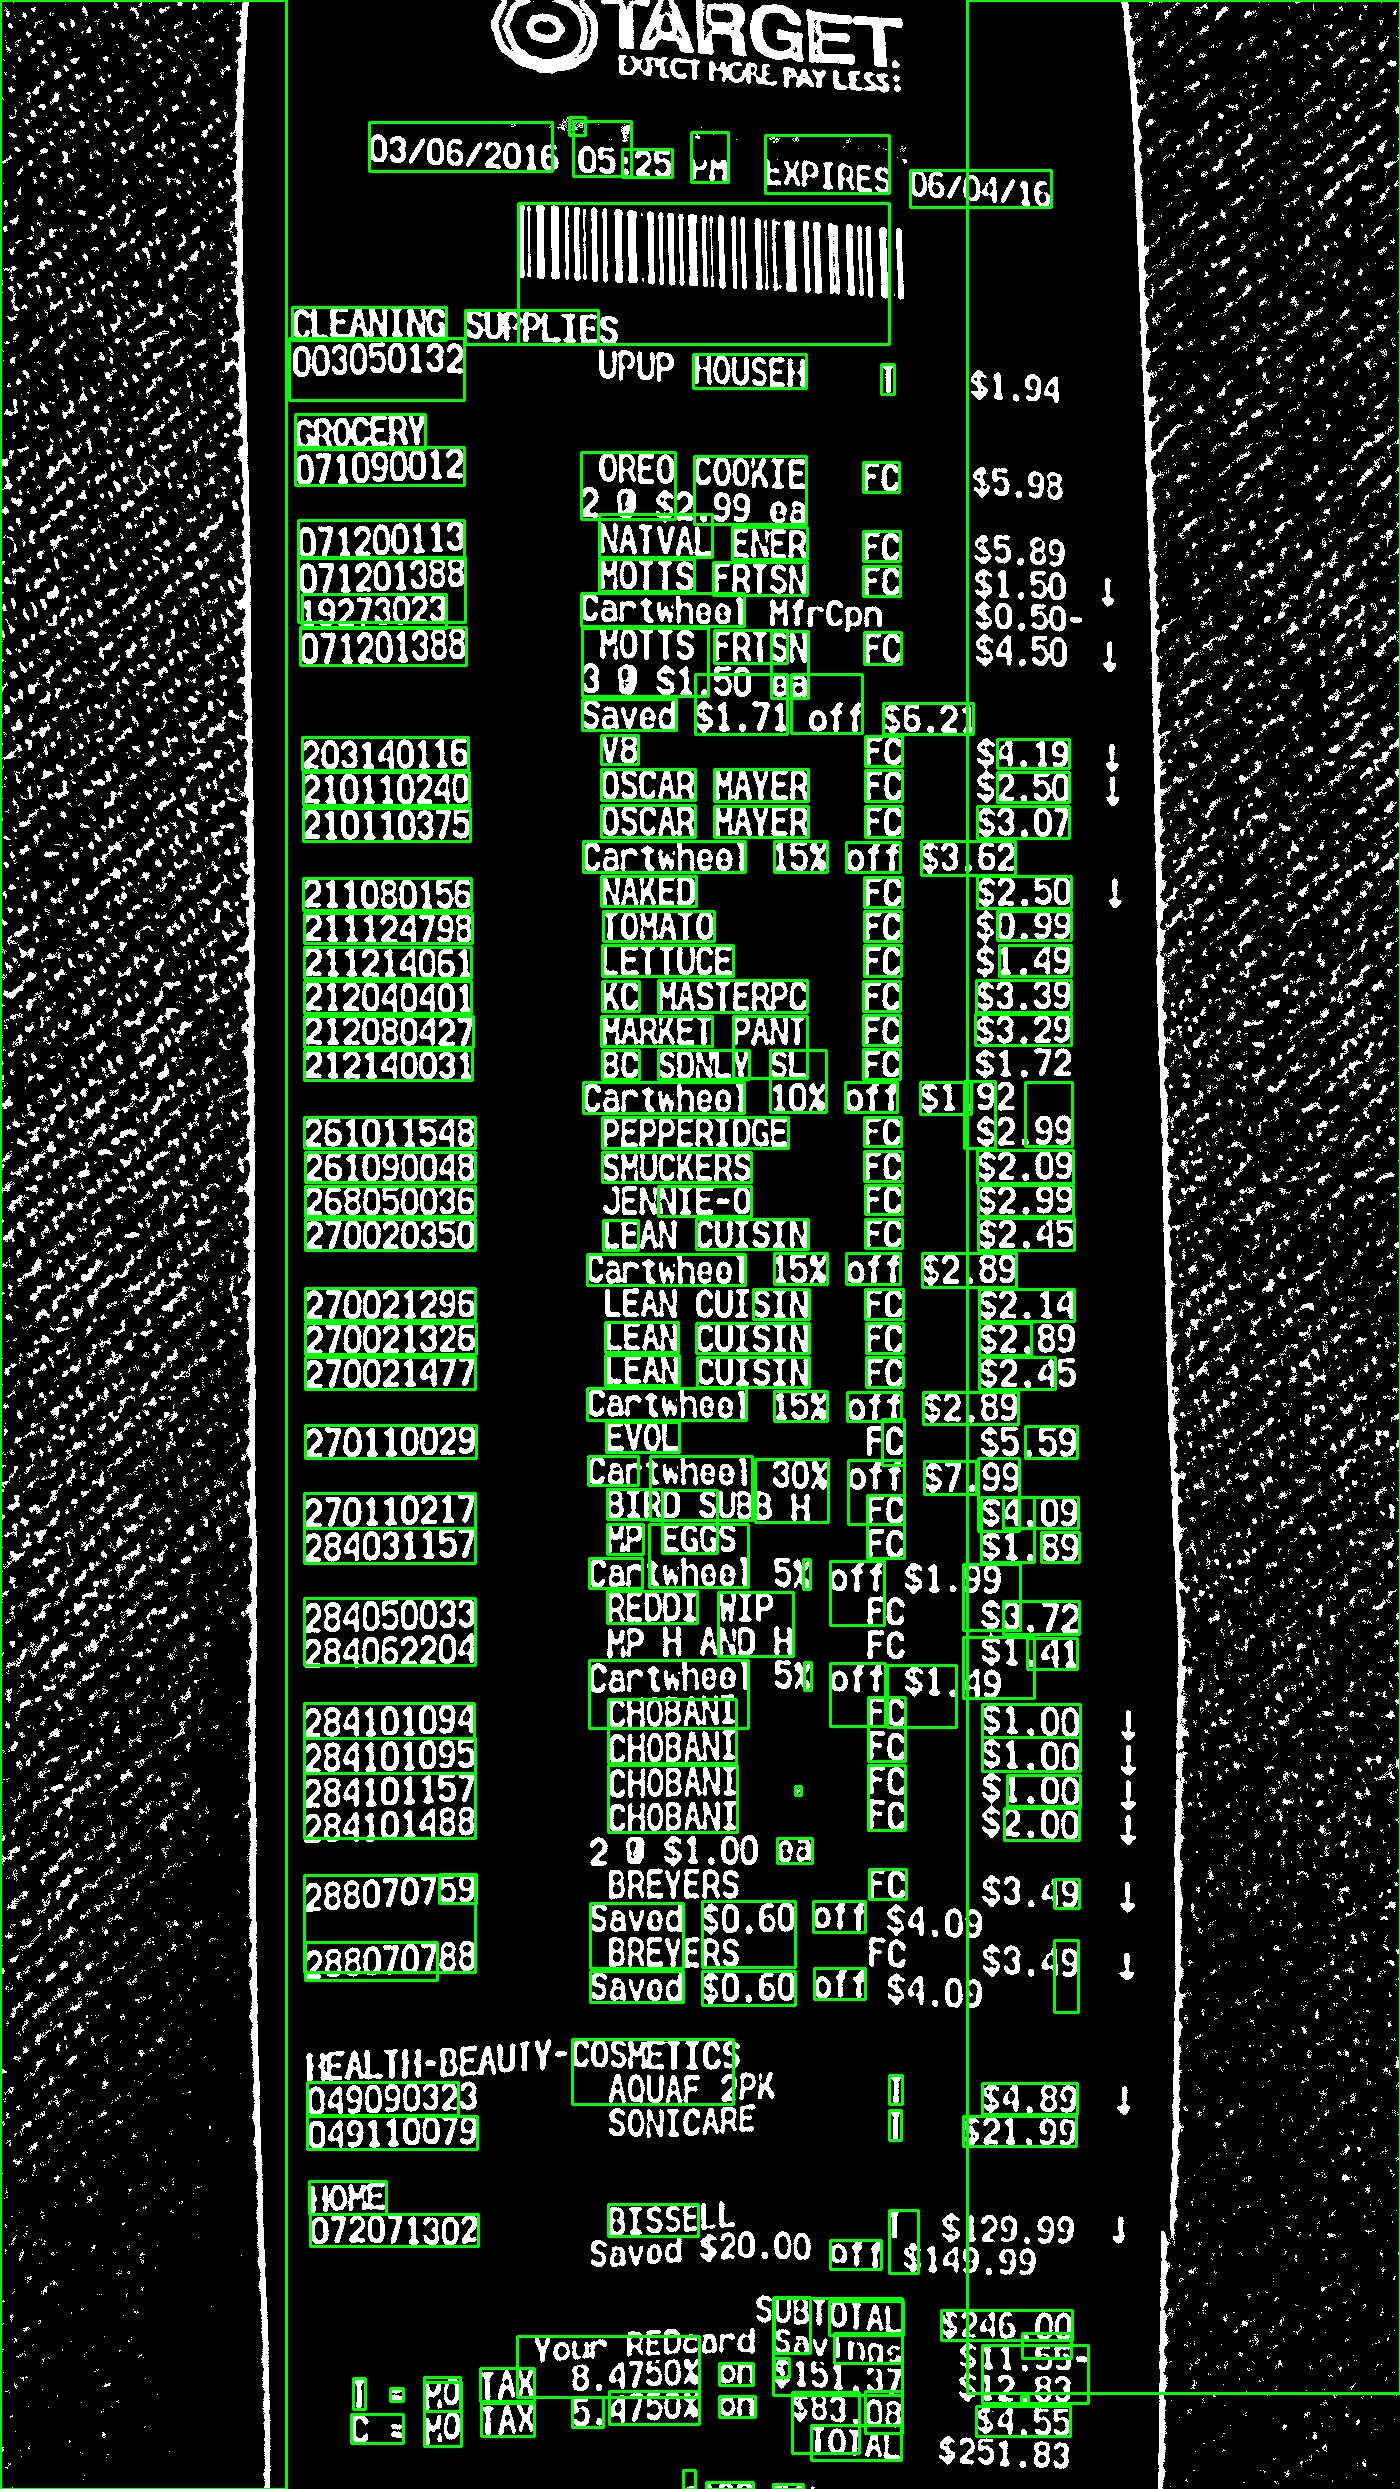 TARGET.
EXPECT MORE PAY LESS:
03/06/2016 05:25 PM EXPIRES 06/04/16
CLEANING SUPPLIES
003050132 UPUP HOUSEH T $1.94
GROCERY
071090012 OREO COOKIE FC $5.98
2 @ $2.99 ea
071200113 NATVAL ENER FC $5.89
071201388 MOTTS FRTSN FC $1.50 ↓
19273023 Cartwheel MfrCpn $0.50-
071201388 MOTTS FRTSN FC $4.50 ↓
3 @ $1.50 ea
Saved $1.71 off $6.21
203140116 V8 FC $4.19 ↓
210110240 OSCAR MAYER FC $2.50 ↓
210110375 OSCAR MAYER FC $3.07
Cartwheel 15% off $3.62
211080156 NAKED FC $2.50 ↓
211124798 TOMATO FC $0.99
211214061 LETTUCE FC $1.49
212040401 KC MASTERPC FC $3.39
212080427 MARKET PANT FC $3.29
212140031 BC SDNLY SL FC $1.72
Cartwheel 10% off $1.92
261011548 PEPPERIDGE FC $2.99
261090048 SMUCKERS FC $2.09
268050036 JENNIE-O FC $2.99
270020350 LEAN CUISIN FC $2.45
Cartwheel 15% off $2.89
270021296 LEAN CUISIN FC $2.14
270021326 LEAN CUISIN FC $2.89
270021477 LEAN CUISIN FC $2.45
Cartwheel 15% off $2.89
270110029 EVOL FC $5.59
Cartwheel 30% off $7.99
270110217 BIRD SUBB H FC $4.09
284031157 MP EGGS FC $1.89
Cartwheel 5% off $1.99
284050033 REDDI WIP FC $3.72
284062204 MP H AND H FC $1.41
Cartwheel 5% off $1.49
284101094 CHOBANI FC $1.00 ↓
284101095 CHOBANI FC $1.00 ↓
284101157 CHOBANI FC $1.00 ↓
284101488 CHOBANI FC $2.00 ↓
2 @ $1.00 ea
288070759 BREYERS FC $3.49 ↓
Saved $0.60 off $4.09
288070788 BREYERS FC $3.49 ↓
Saved $0.60 off $4.09
HEALTH-BEAUTY-COSMETICS
049090323 AQUAF 2PK T $4.89 ↓
049110079 SONICARE T $21.99
HOME
072071302 BISSELL T $129.99 ↓
Saved $20.00 off $149.99
SUBTOTAL $246.00
Your REDcard Savings $11.55-
T = MO TAX 8.4750% on $151.37 $12.83
C = MO TAX 5.4750% on $83.08 $4.55
TOTAL $251.83